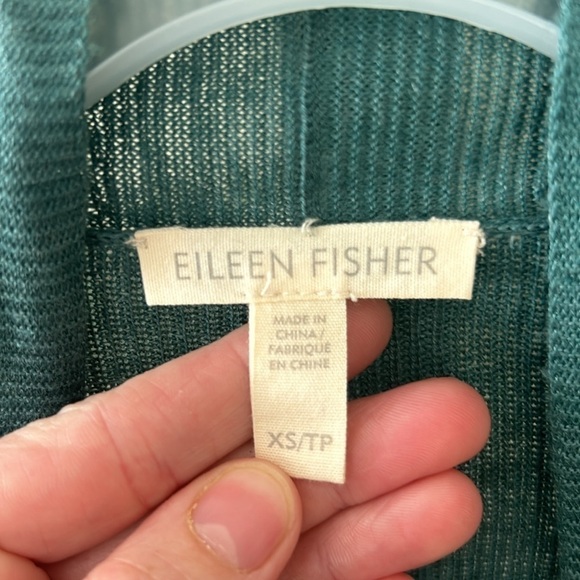 EILEEN FISHER
MADE IN
CHINA/
FABRIQUÉ
EN CHINE
XS/TP